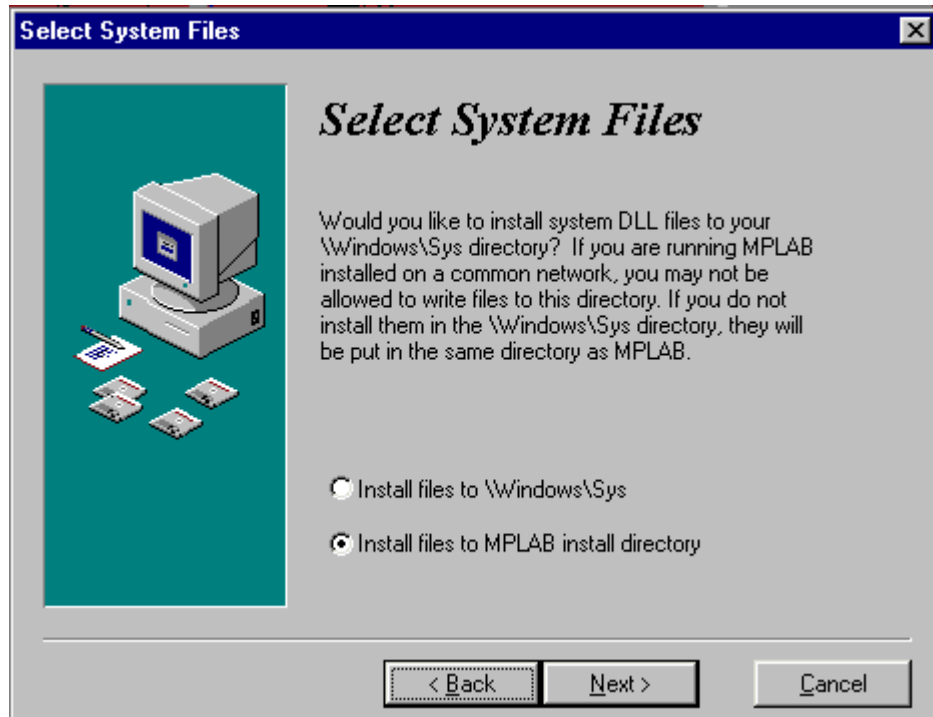 Select System Files
Select System Files
Would you like to install system DLL files to your
\Windows\Sys directory? If you are running MPLAB
installed on a common network, you may not be
allowed to write files to this directory. If you do not
install them in the \Windows\Sys directory, they will
be put in the same directory as MPLAB.
Install files to \Windows\Sys
Install files to MPLAB install directory
< Back Next > Cancel